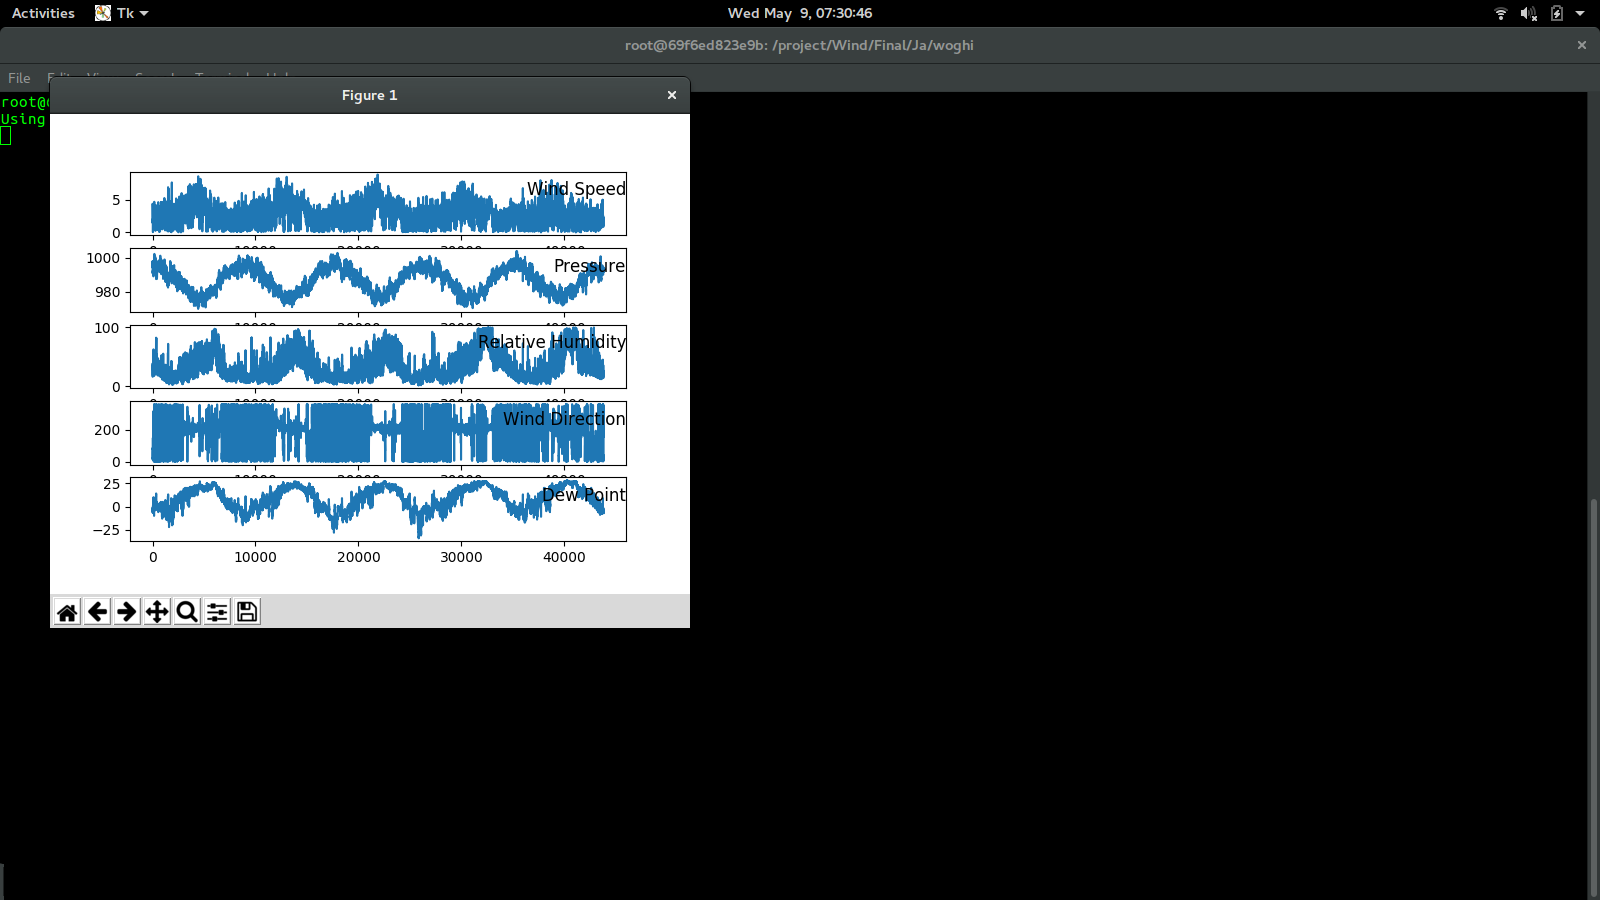 Activities Tk Wed May 9, 07:30:46
root@69f6ed823e9b: /project/Wind/Final/Ja/woghi
File
root@
Using
Figure 1
Wind Speed
5
0
Pressure
1000
980
Relative Humidity
100
0
Wind Direction
200
0
Dew Point
25
0
−25
0 10000 20000 30000 40000